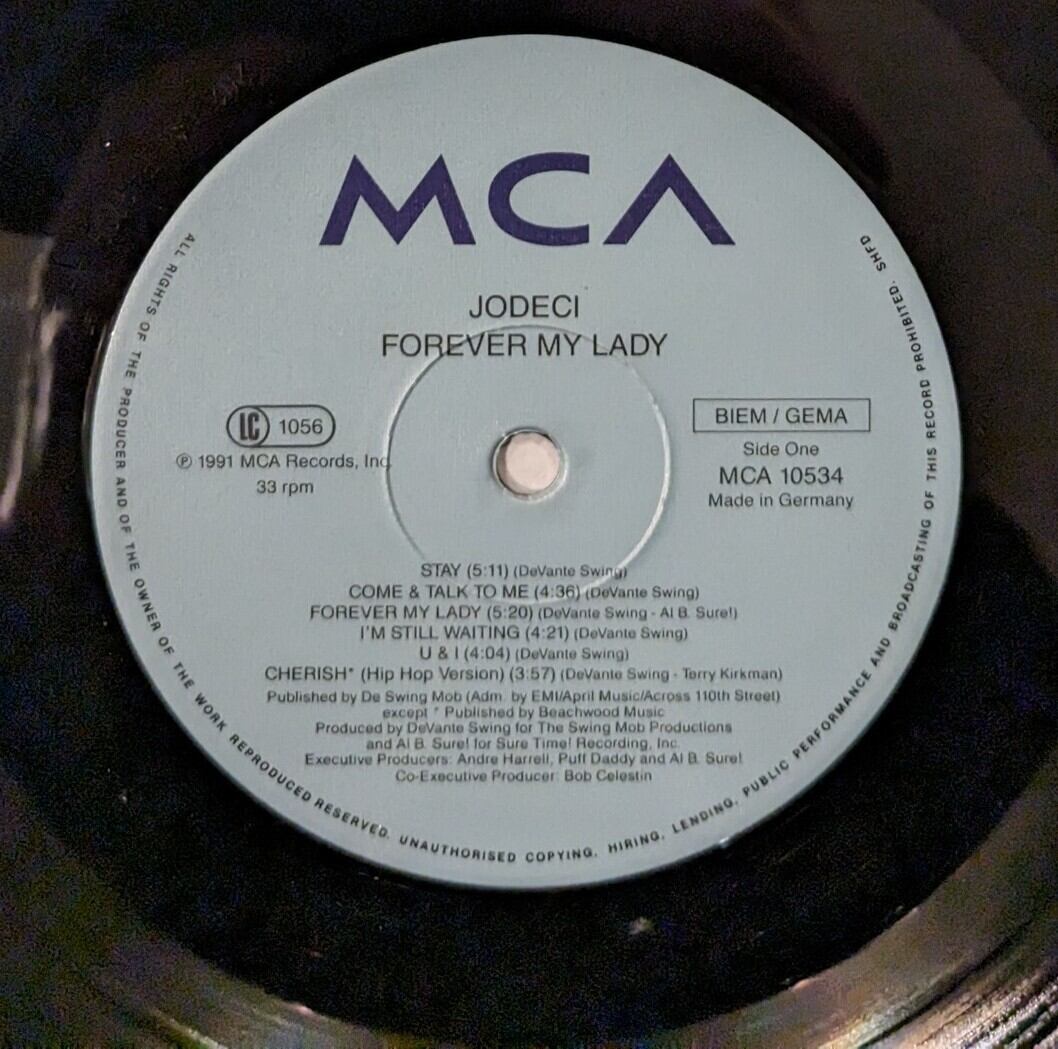 MCA
JODECI
FOREVER MY LADY
LC 1056
℗ 1991 MCA Records, Inc.
33 rpm
BIEM / GEMA
Side One
MCA 10534
Made in Germany
STAY (5:11) (DeVante Swing)
COME & TALK TO ME (4:36) (DeVante Swing)
FOREVER MY LADY (5:20) (DeVante Swing - Al B. Sure!)
I'M STILL WAITING (4:21) (DeVante Swing)
U & I (4:04) (DeVante Swing)
CHERISH* (Hip Hop Version) (3:57) (DeVante Swing - Terry Kirkman)
Published by De Swing Mob (Adm. by EMI/April Music/Across 110th Street)
except * Published by Beachwood Music
Produced by DeVante Swing for The Swing Mob Productions
and Al B. Sure! for Sure Time! Recording, Inc.
Executive Producers: Andre Harrell, Puff Daddy and Al B. Sure!
Co-Executive Producer: Bob Celestin
ALL RIGHTS OF THE PRODUCER AND OF THE OWNER OF THE WORK REPRODUCED RESERVED. UNAUTHORISED COPYING, HIRING, LENDING, PUBLIC PERFORMANCE AND BROADCASTING OF THIS RECORD PROHIBITED. SHFD